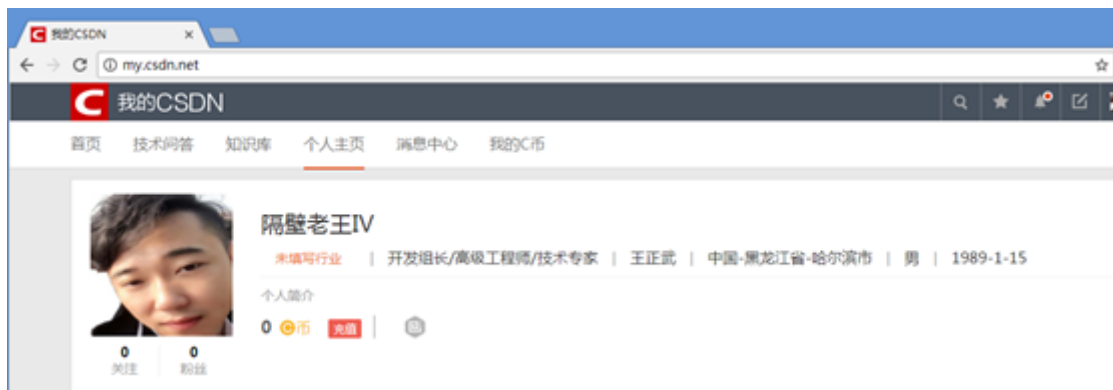 我的CSDN
my.csdn.net
C 我的CSDN
首页 技术问答 知识库 个人主页 消息中心 我的C币
隔壁老王IV
未填写行业 | 开发组长/高级工程师/技术专家 | 王正武 | 中国-黑龙江省-哈尔滨市 | 男 | 1989-1-15
个人简介
0 C币 充值
0 0
关注 粉丝